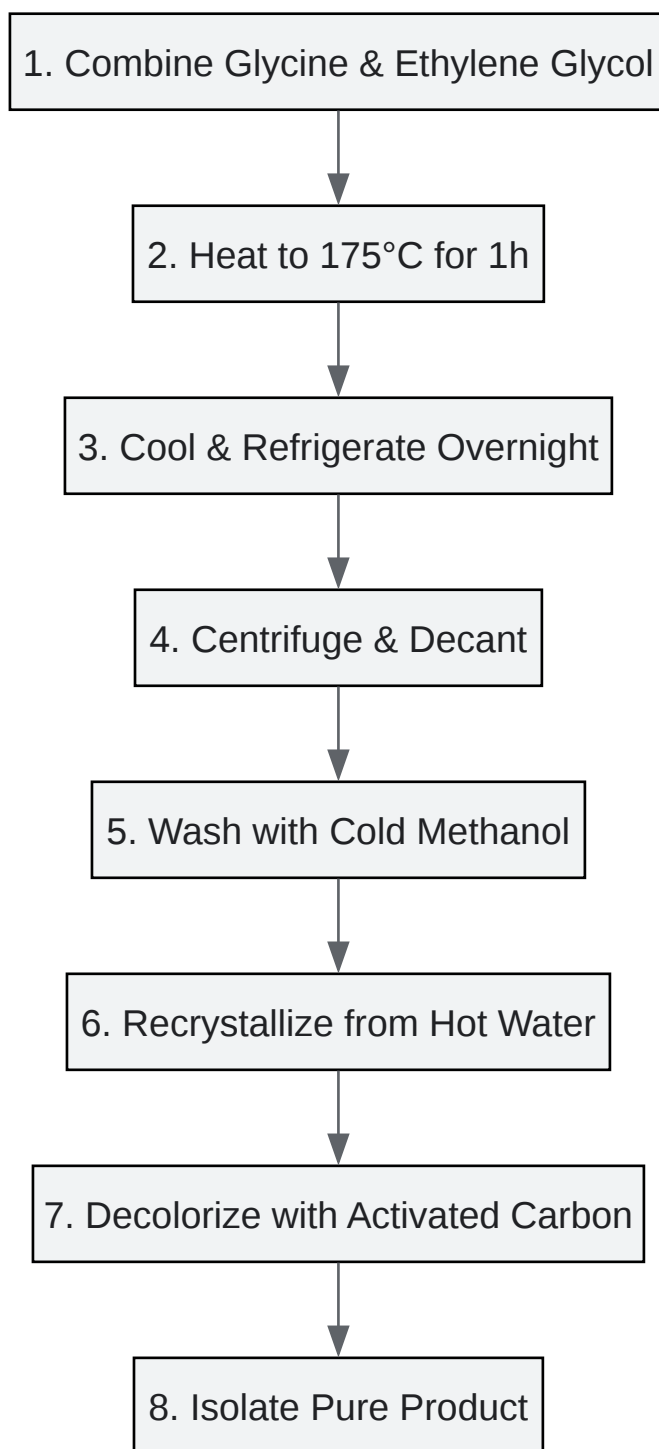 1. Combine Glycine & Ethylene Glycol
2. Heat to 175°C for 1h
3. Cool & Refrigerate Overnight
4. Centrifuge & Decant
5. Wash with Cold Methanol
6. Recrystallize from Hot Water
7. Decolorize with Activated Carbon
8. Isolate Pure Product